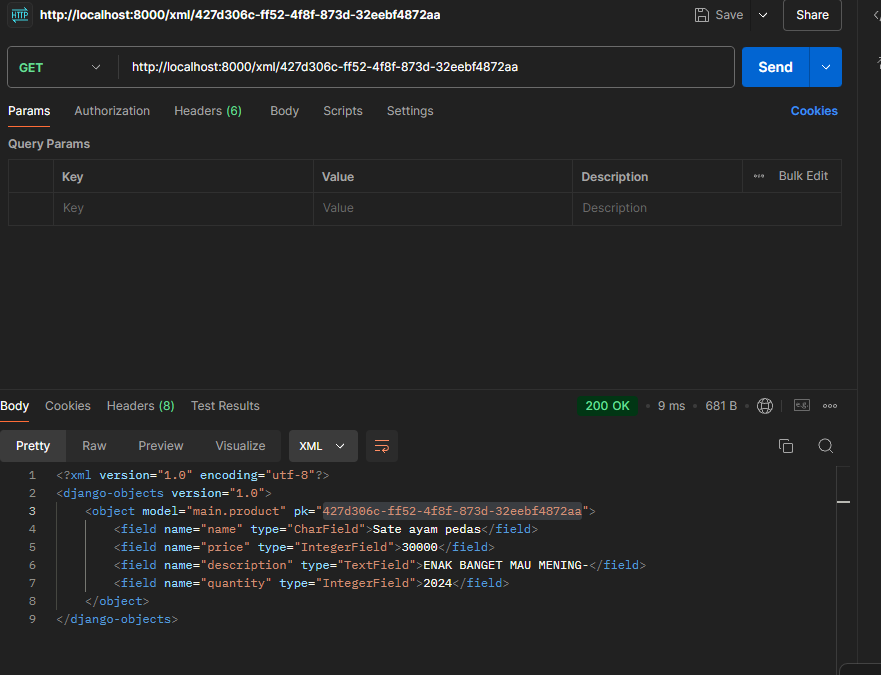 HTTP http://localhost:8000/xml/427d306c-ff52-4f8f-873d-32eebf4872aa Save Share
GET http://localhost:8000/xml/427d306c-ff52-4f8f-873d-32eebf4872aa Send
Params Authorization Headers (6) Body Scripts Settings Cookies
Query Params
Key Value Description Bulk Edit
Key Value Description
Body Cookies Headers (8) Test Results 200 OK 9 ms 681 B e.g.
Pretty Raw Preview Visualize XML
1 <?xml version="1.0" encoding="utf-8"?>
2 <django-objects version="1.0">
3 <object model="main.product" pk="427d306c-ff52-4f8f-873d-32eebf4872aa">
4 <field name="name" type="CharField">Sate ayam pedas</field>
5 <field name="price" type="IntegerField">30000</field>
6 <field name="description" type="TextField">ENAK BANGET MAU MENING-</field>
7 <field name="quantity" type="IntegerField">2024</field>
8 </object>
9 </django-objects>